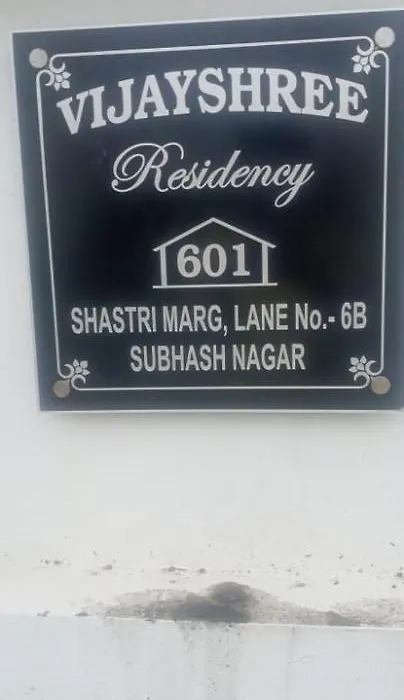 VIJAYSHREE
Residency
601
SHASTRI MARG, LANE No.- 6B
SUBHASH NAGAR